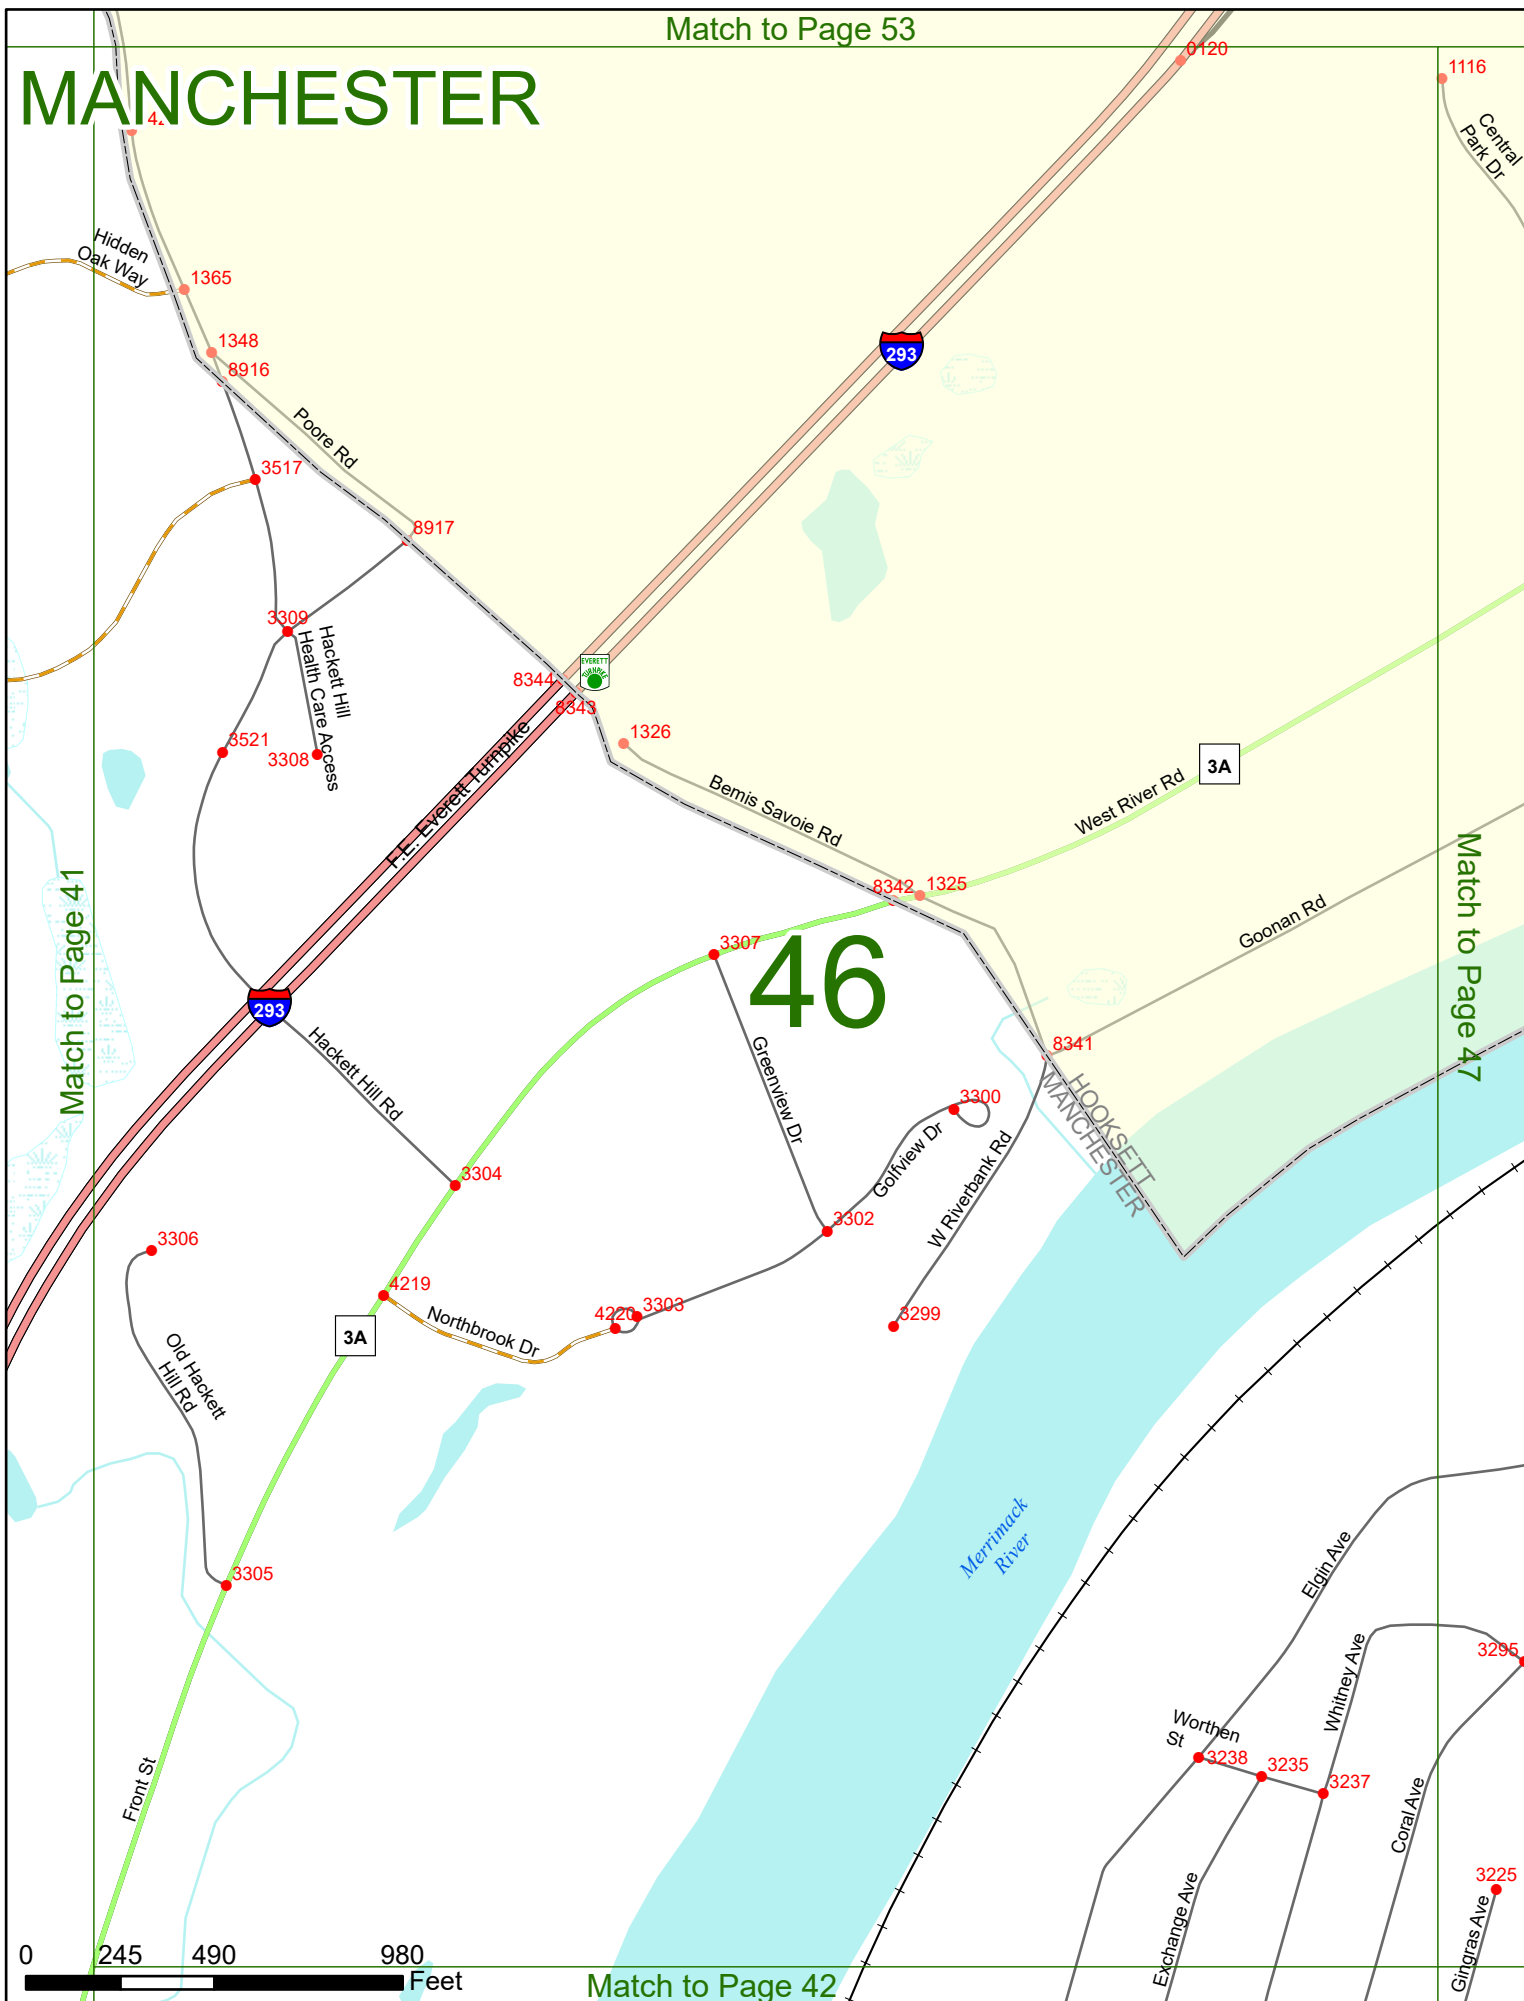 Match to Page 53
MANCHESTER
0120
1116
Central
Park Dr
Hidden
Oak Way
1365
1348
8916
293
Poore Rd
3517
8917
3309
Hackett Hill
Health Care Access
EVERETT
TURNPIKE
8344
8343
1326
3521
3308
F.E. Everett Turnpike
3A
Bemis Savoie Rd
West River Rd
Match to Page 41
Match to Page 47
8342
1325
Goonan Rd
3307
46
293
Hackett Hill Rd
Greenview Dr
8341
HOOKSETT
MANCHESTER
3300
Golfview Dr
W Riverbank Rd
3304
3302
3306
4219
3A
Northbrook Dr
4220
3303
3299
Old Hackett
Hill Rd
Merrimack
River
Elgin Ave
3305
Whitney Ave
3295
Worthen
St
3238
3235
3237
Front St
Coral Ave
3225
Exchange Ave
Gingras Ave
0 245 490 980
Feet
Match to Page 42